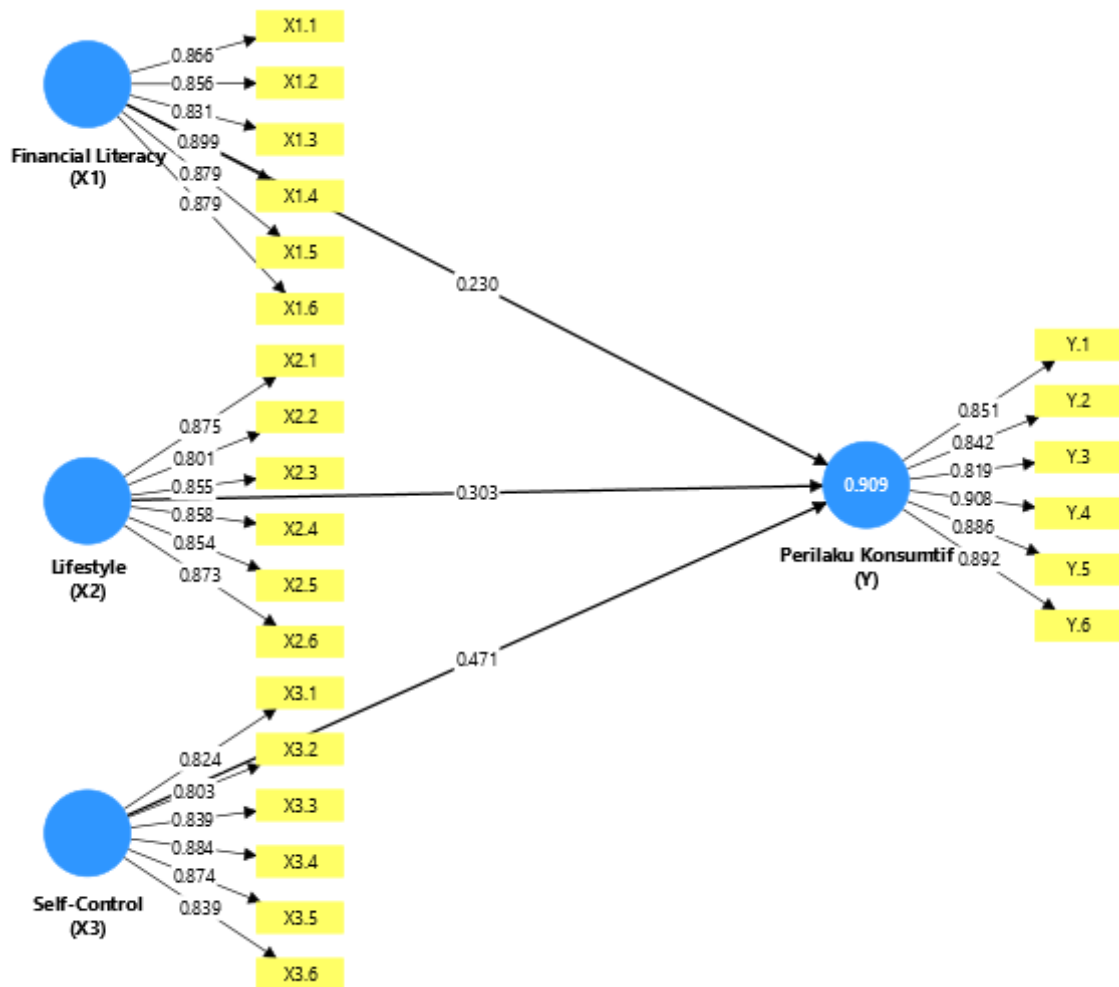 X1.1
0.866
X1.2
0.856
0.831
X1.3
0.899
Financial Literacy
(X1)
0.879
X1.4
0.879
X1.5
X1.6
0.230
X2.1
0.875
X2.2
0.801
X2.3
0.855
0.858
X2.4
0.854
Lifestyle
(X2)
0.873
X2.5
X2.6
0.303
X3.1
0.824
X3.2
0.803
X3.3
0.839
0.884
X3.4
0.874
Self-Control
(X3)
0.839
X3.5
X3.6
0.471
0.909
Perilaku Konsumtif
(Y)
Y.1
0.851
Y.2
0.842
Y.3
0.819
0.908
Y.4
0.886
Y.5
0.892
Y.6